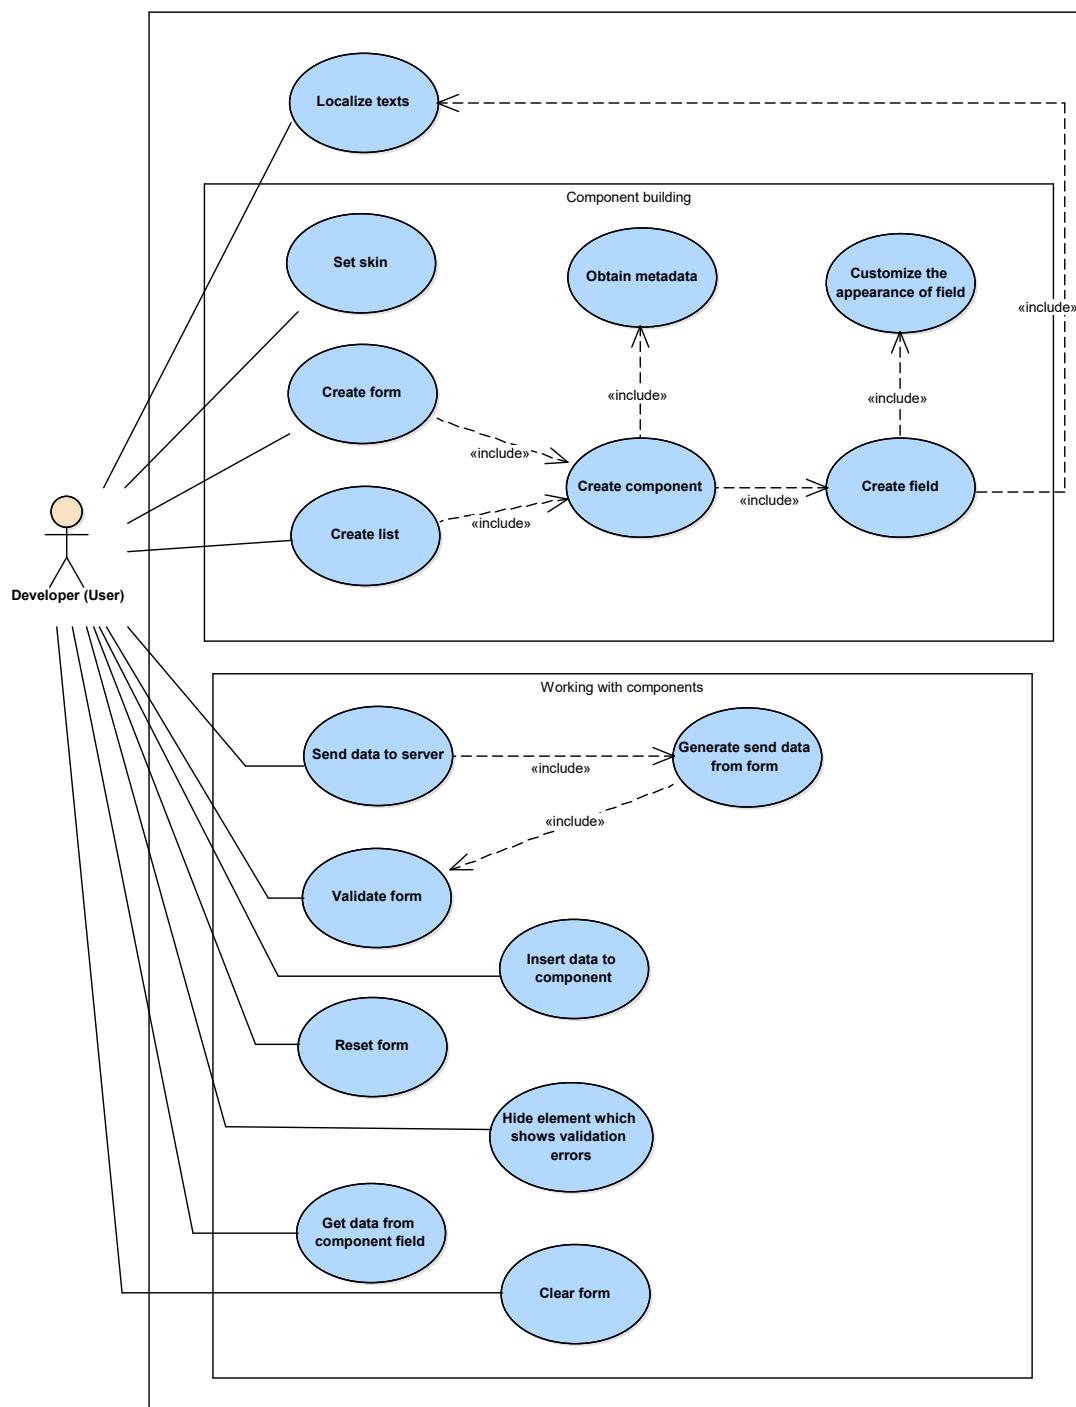 Localize texts
Component building
Set skin
Obtain metadata
Customize the
appearance of field
«include»
Create form
«include»
«include»
«include»
Create component
«include»
Create field
Create list
«include»
Developer (User)
Working with components
Send data to server
«include»
Generate send data
from form
«include»
Validate form
Insert data to
component
Reset form
Hide element which
shows validation
errors
Get data from
component field
Clear form